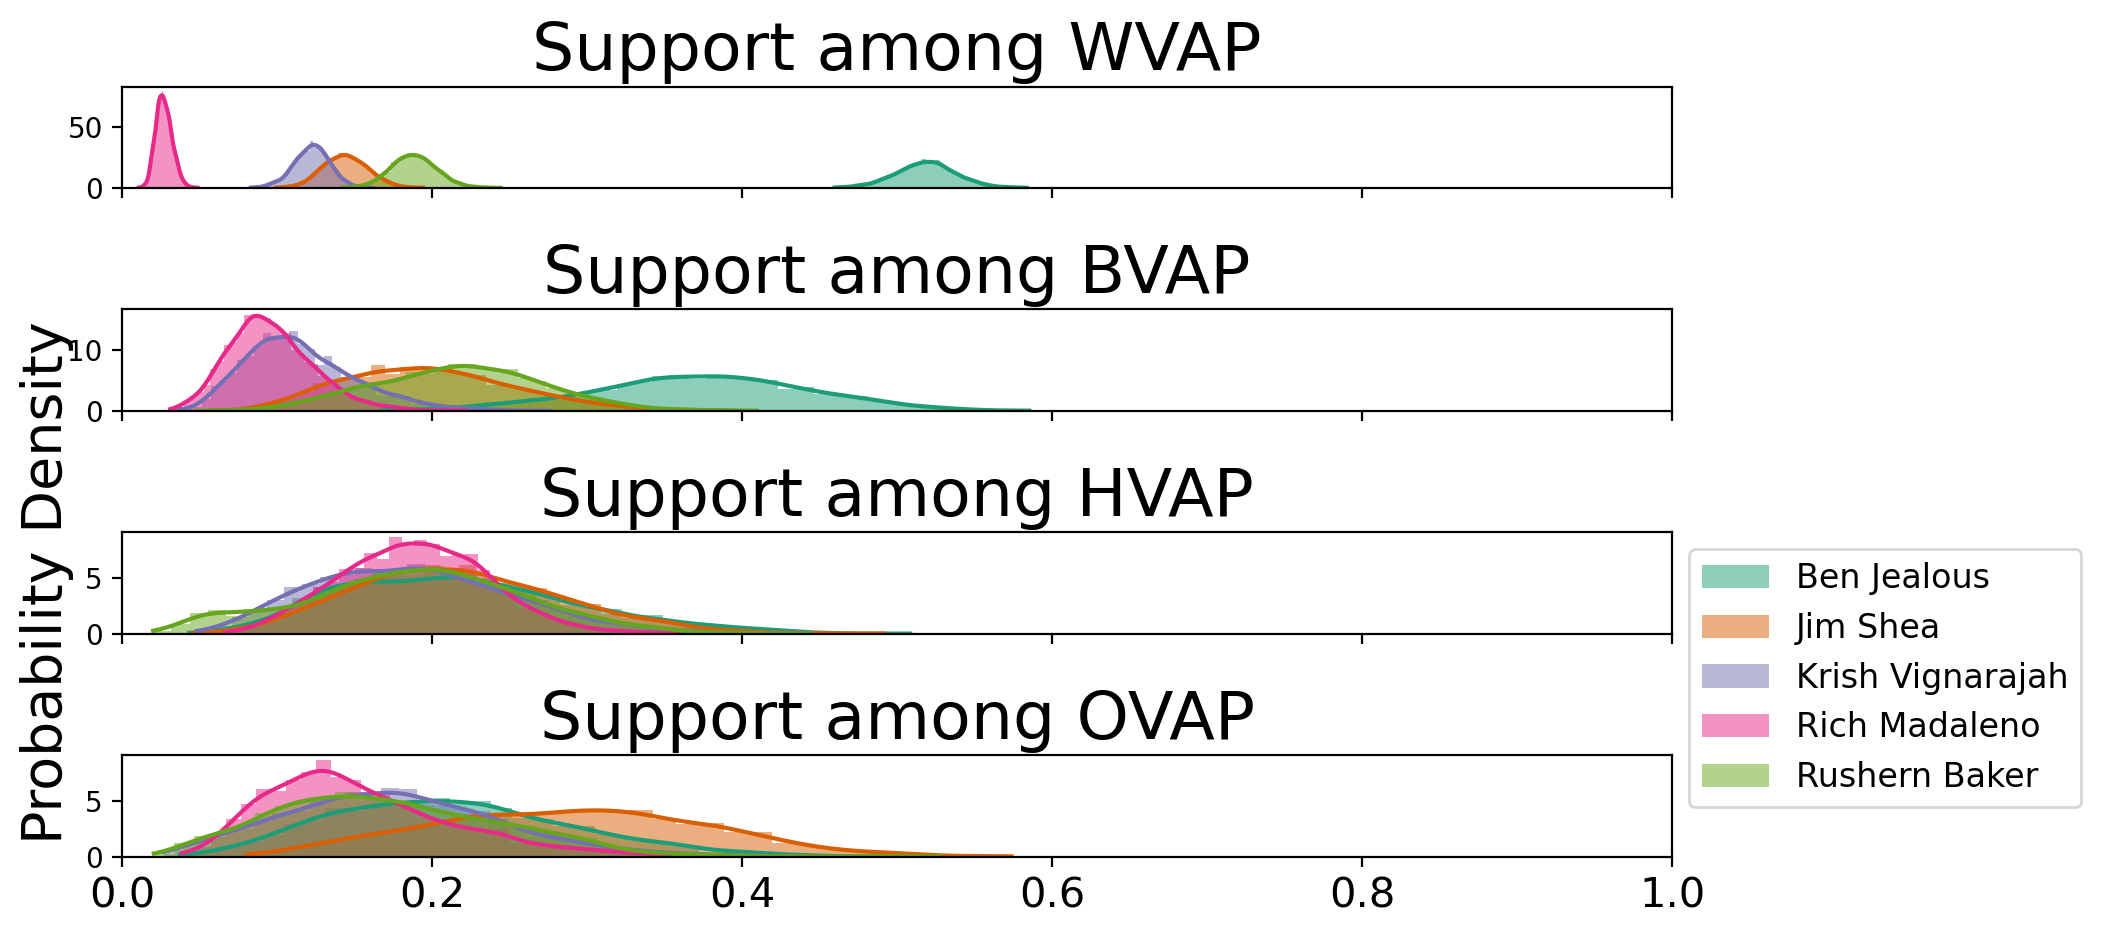 Support among WVAP
50
0
Support among BVAP
10
0
Support among HVAP
5
0
Support among OVAP
5
0
0.0 0.2 0.4 0.6 0.8 1.0
Probability Density
Ben Jealous
Jim Shea
Krish Vignarajah
Rich Madaleno
Rushern Baker